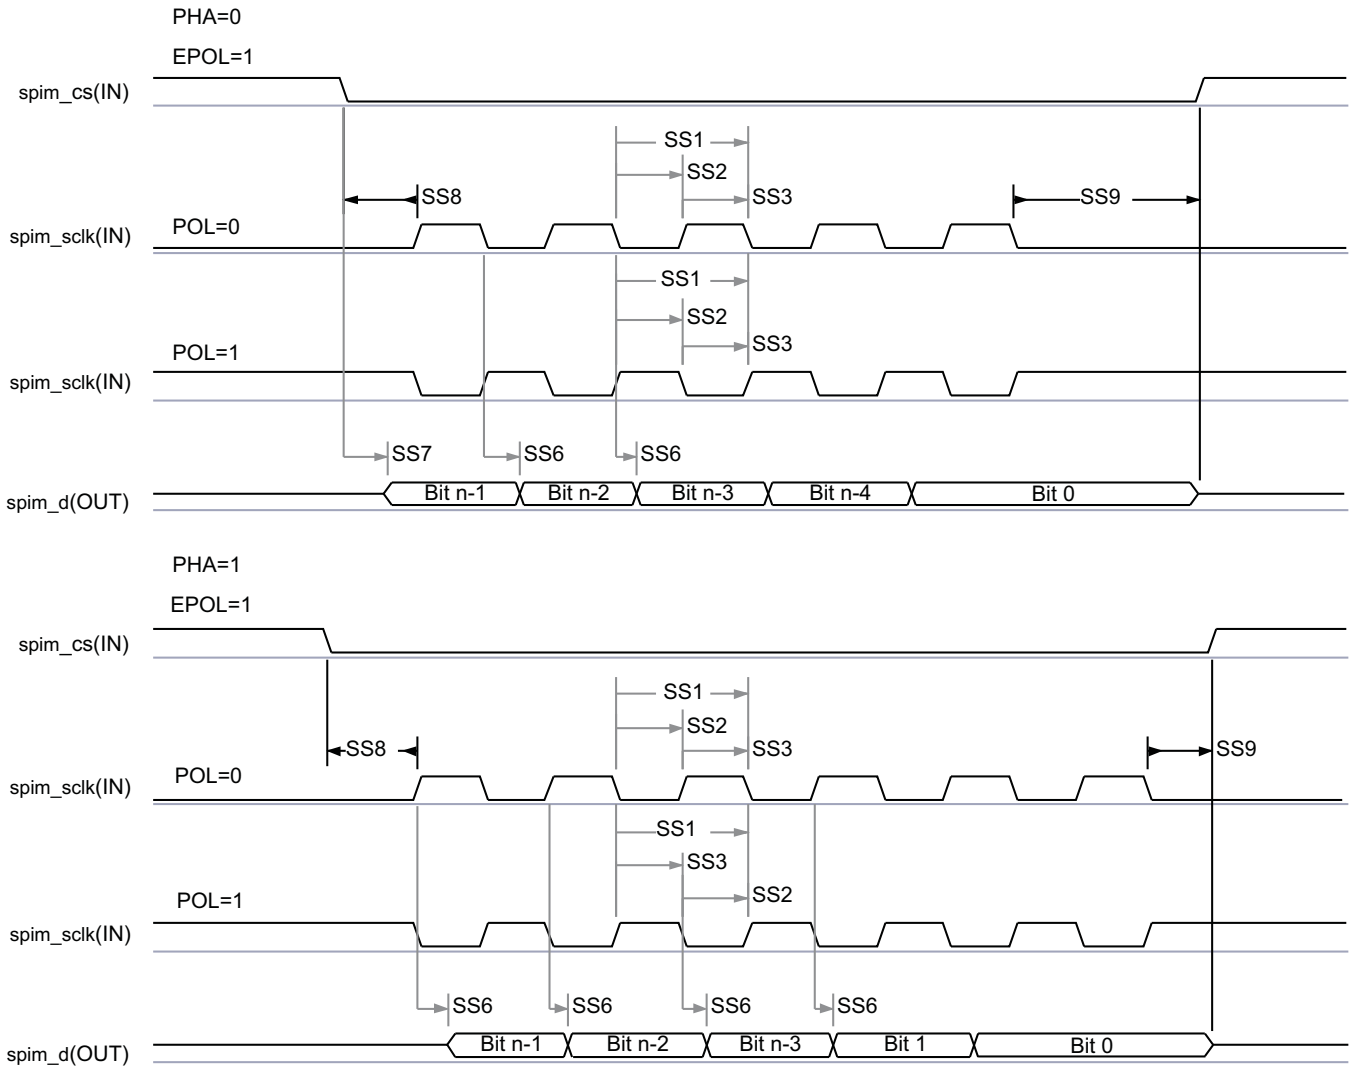 PHA=0
EPOL=1
spim_cs(IN)
SS1
SS2
SS8
SS3
SS9
POL=0
spim_sclk(IN)
SS1
SS2
SS3
POL=1
spim_sclk(IN)
SS7
SS6
SS6
spim_d(OUT)
Bit n-1
Bit n-2
Bit n-3
Bit n-4
Bit 0
PHA=1
EPOL=1
spim_cs(IN)
SS1
SS2
SS8
SS3
SS9
POL=0
spim_sclk(IN)
SS1
SS3
SS2
POL=1
spim_sclk(IN)
SS6
SS6
SS6
SS6
spim_d(OUT)
Bit n-1
Bit n-2
Bit n-3
Bit 1
Bit 0